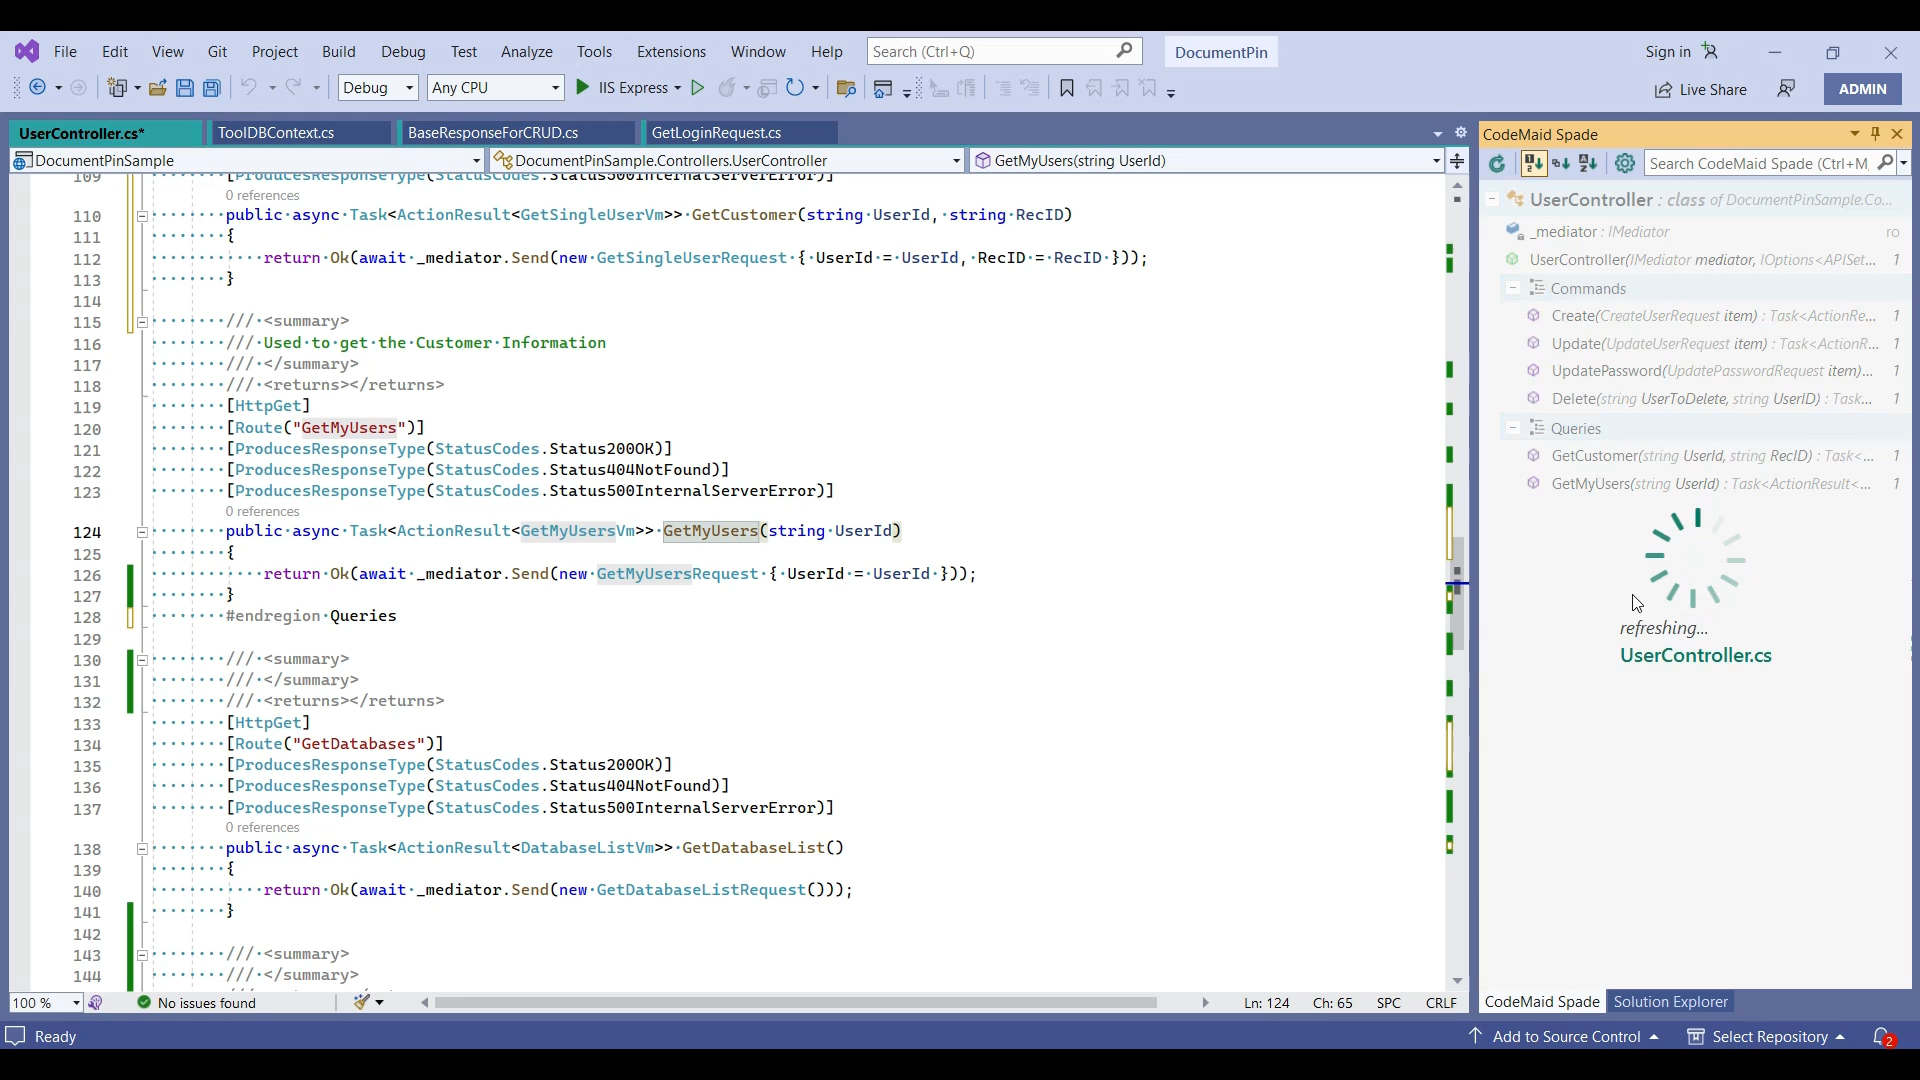 File Edit View Git Project Build Debug Test Analyze Tools Extensions Window Help Search (Ctrl+Q) DocumentPin Sign in
Debug Any CPU IIS Express Live Share ADMIN
UserController.cs* ToolDBContext.cs BaseResponseForCRUD.cs GetLoginRequest.cs
DocumentPinSample DocumentPinSample.Controllers.UserController GetMyUsers(string UserId)
109 [ProducesResponseType(StatusCodes.Status500InternalServerError)]
0 references
110 public async Task<ActionResult<GetSingleUserVm>> GetCustomer(string UserId, string RecID)
111 {
112 return Ok(await _mediator.Send(new GetSingleUserRequest { UserId = UserId, RecID = RecID }));
113 }
114
115 /// <summary>
116 /// Used to get the Customer Information
117 /// </summary>
118 /// <returns></returns>
119 [HttpGet]
120 [Route("GetMyUsers")]
121 [ProducesResponseType(StatusCodes.Status200OK)]
122 [ProducesResponseType(StatusCodes.Status404NotFound)]
123 [ProducesResponseType(StatusCodes.Status500InternalServerError)]
0 references
124 public async Task<ActionResult<GetMyUsersVm>> GetMyUsers(string UserId)
125 {
126 return Ok(await _mediator.Send(new GetMyUsersRequest { UserId = UserId }));
127 }
128 #endregion Queries
129
130 /// <summary>
131 /// </summary>
132 /// <returns></returns>
133 [HttpGet]
134 [Route("GetDatabases")]
135 [ProducesResponseType(StatusCodes.Status200OK)]
136 [ProducesResponseType(StatusCodes.Status404NotFound)]
137 [ProducesResponseType(StatusCodes.Status500InternalServerError)]
0 references
138 public async Task<ActionResult<DatabaseListVm>> GetDatabaseList()
139 {
140 return Ok(await _mediator.Send(new GetDatabaseListRequest()));
141 }
142
143 /// <summary>
144 /// </summary>
100 % No issues found Ln: 124 Ch: 65 SPC CRLF
CodeMaid Spade
Search CodeMaid Spade (Ctrl+M,
UserController : class of DocumentPinSample.Co...
_mediator : IMediator ro
UserController(IMediator mediator, IOptions<APISet... 1
Commands
Create(CreateUserRequest item) : Task<ActionRe... 1
Update(UpdateUserRequest item) : Task<ActionR... 1
UpdatePassword(UpdatePasswordRequest item)... 1
Delete(string UserToDelete, string UserID) : Task... 1
Queries
GetCustomer(string UserId, string RecID) : Task<... 1
GetMyUsers(string UserId) : Task<ActionResult<... 1
refreshing...
UserController.cs
CodeMaid Spade Solution Explorer
Ready Add to Source Control Select Repository 2